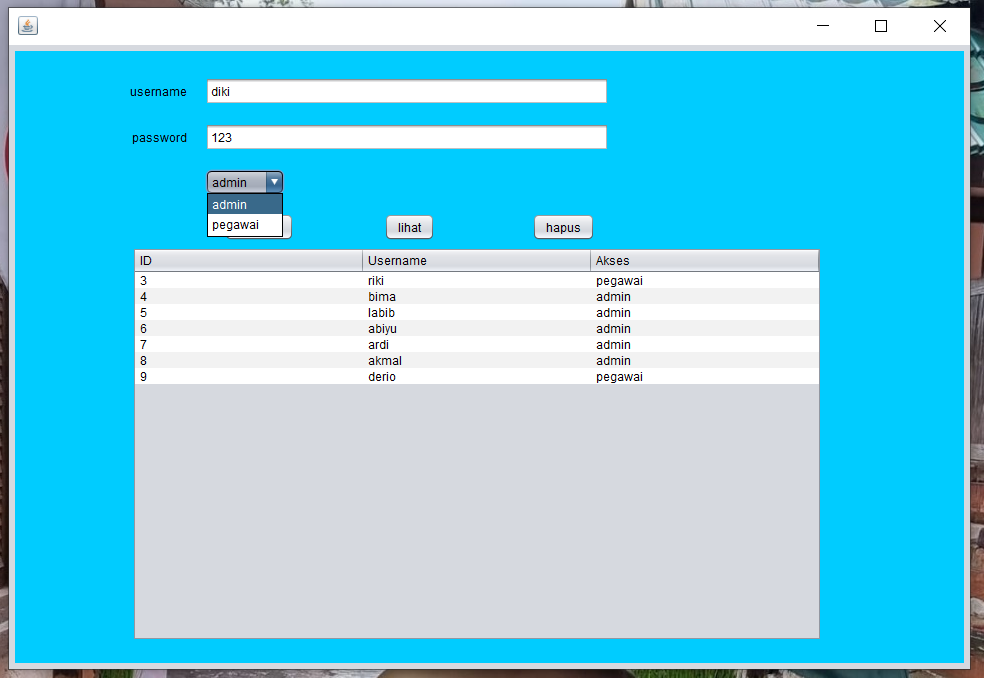 username diki
password 123
admin
admin
pegawai
lihat hapus
ID Username Akses
3 riki pegawai
4 bima admin
5 labib admin
6 abiyu admin
7 ardi admin
8 akmal admin
9 derio pegawai